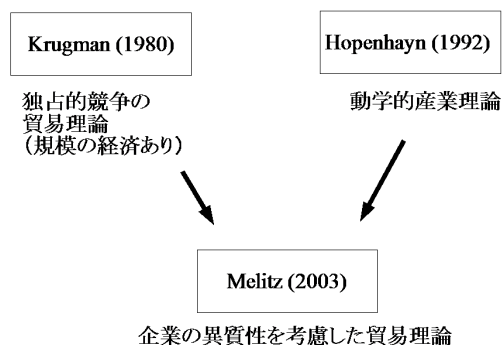 Krugman (1980)
Hopenhayn (1992)
独占的競争の
貿易理論
（規模の経済あり）
動学的産業理論
Melitz (2003)
企業の異質性を考慮した貿易理論